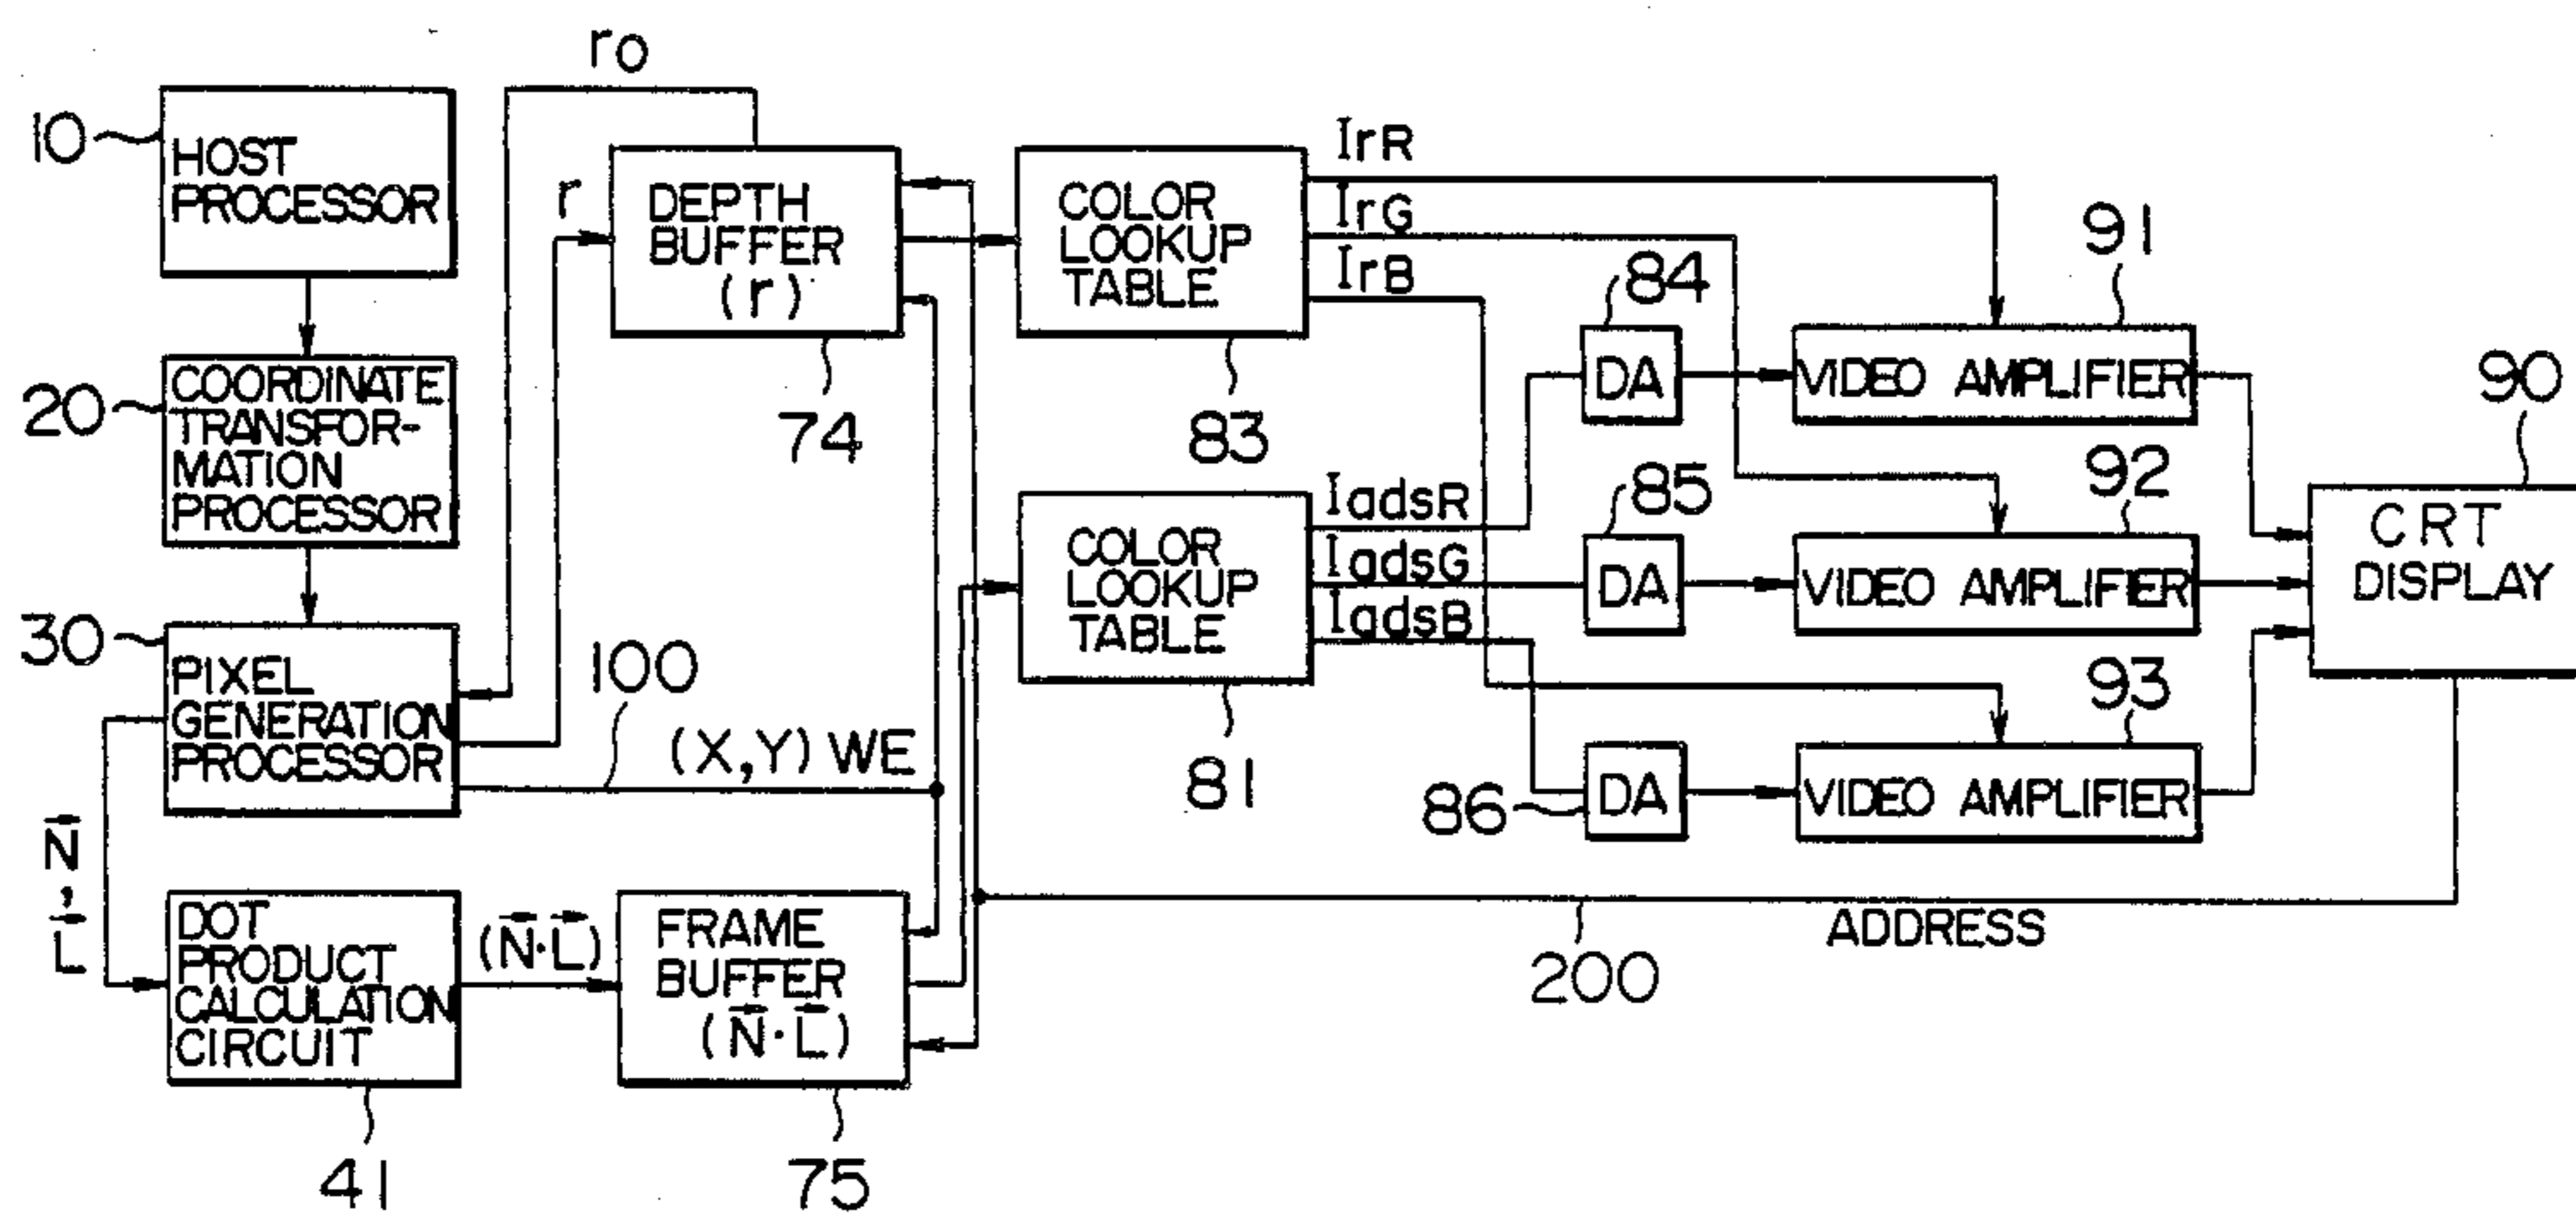 ro
10
HOST
PROCESSOR
r
DEPTH
BUFFER
(r)
74
COLOR
LOOKUP
TABLE
83
IrR
IrG
IrB
84
DA
91
VIDEO AMPLIFIER
90
CRT
DISPLAY
20
COORDINATE
TRANSFOR-
MATION
PROCESSOR
COLOR
LOOKUP
TABLE
81
IadsR
IadsG
IadsB
85
DA
92
VIDEO AMPLIFIER
30
PIXEL
GENERATION
PROCESSOR
100
(X,Y) WE
86
DA
93
VIDEO AMPLIFIER
N⃗
,
L⃗
DOT
PRODUCT
CALCULATION
CIRCUIT
41
(N⃗·L⃗)
FRAME
BUFFER
(N⃗·L⃗)
75
200
ADDRESS